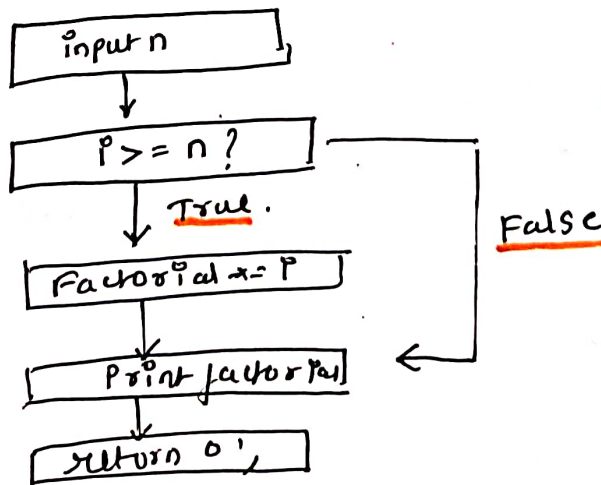 input n
i >= n ?
True.
False
Factorial *= i
Print factorial
return 0;